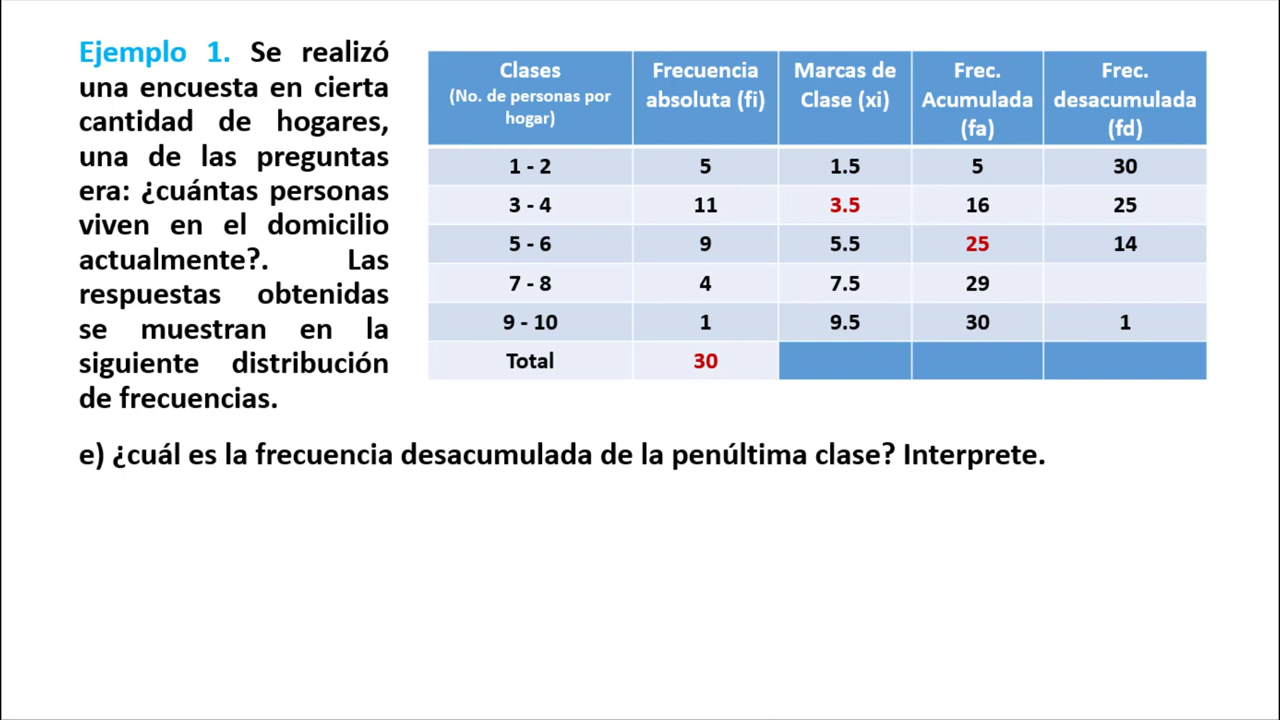 Ejemplo 1. Se realizó
una encuesta en cierta
cantidad de hogares,
una de las preguntas
era: ¿cuántas personas
viven en el domicilio
actualmente?. Las
respuestas obtenidas
se muestran en la
siguiente distribución
de frecuencias.
Clases (No. de personas por hogar) Frecuencia absoluta (fi) Marcas de Clase (xi) Frec. Acumulada (fa) Frec. desacumulada (fd)
1 - 2 5 1.5 5 30
3 - 4 11 3.5 16 25
5 - 6 9 5.5 25 14
7 - 8 4 7.5 29
9 - 10 1 9.5 30 1
Total 30
e) ¿cuál es la frecuencia desacumulada de la penúltima clase? Interprete.